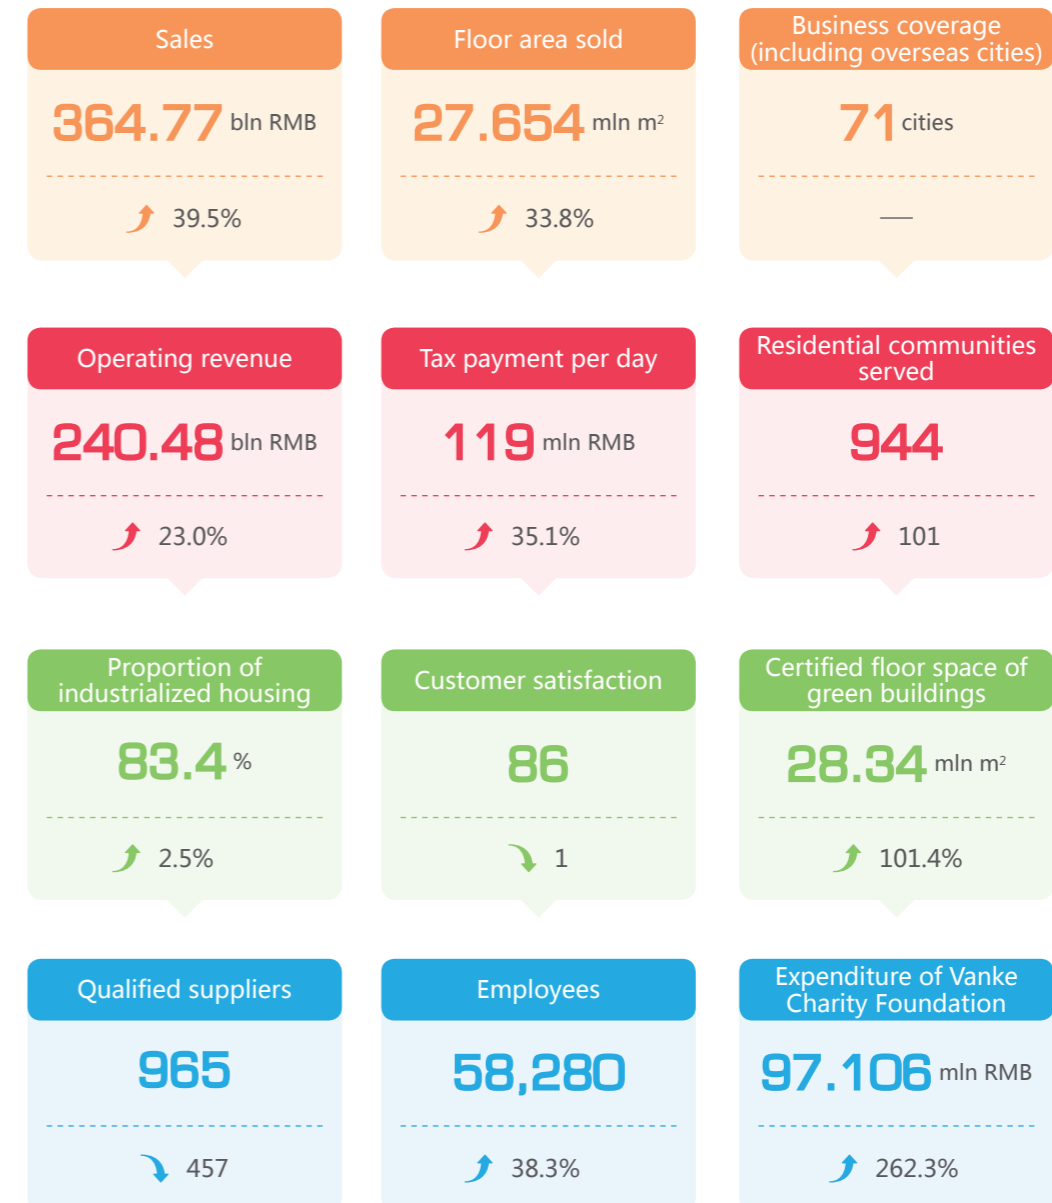 Sales
364.77 bln RMB
39.5%
Floor area sold
27.654 mln m²
33.8%
Business coverage
(including overseas cities)
71 cities
—
Operating revenue
240.48 bln RMB
23.0%
Tax payment per day
119 mln RMB
35.1%
Residential communities
served
944
101
Proportion of
industrialized housing
83.4 %
2.5%
Customer satisfaction
86
1
Certified floor space of
green buildings
28.34 mln m²
101.4%
Qualified suppliers
965
457
Employees
58,280
38.3%
Expenditure of Vanke
Charity Foundation
97.106 mln RMB
262.3%